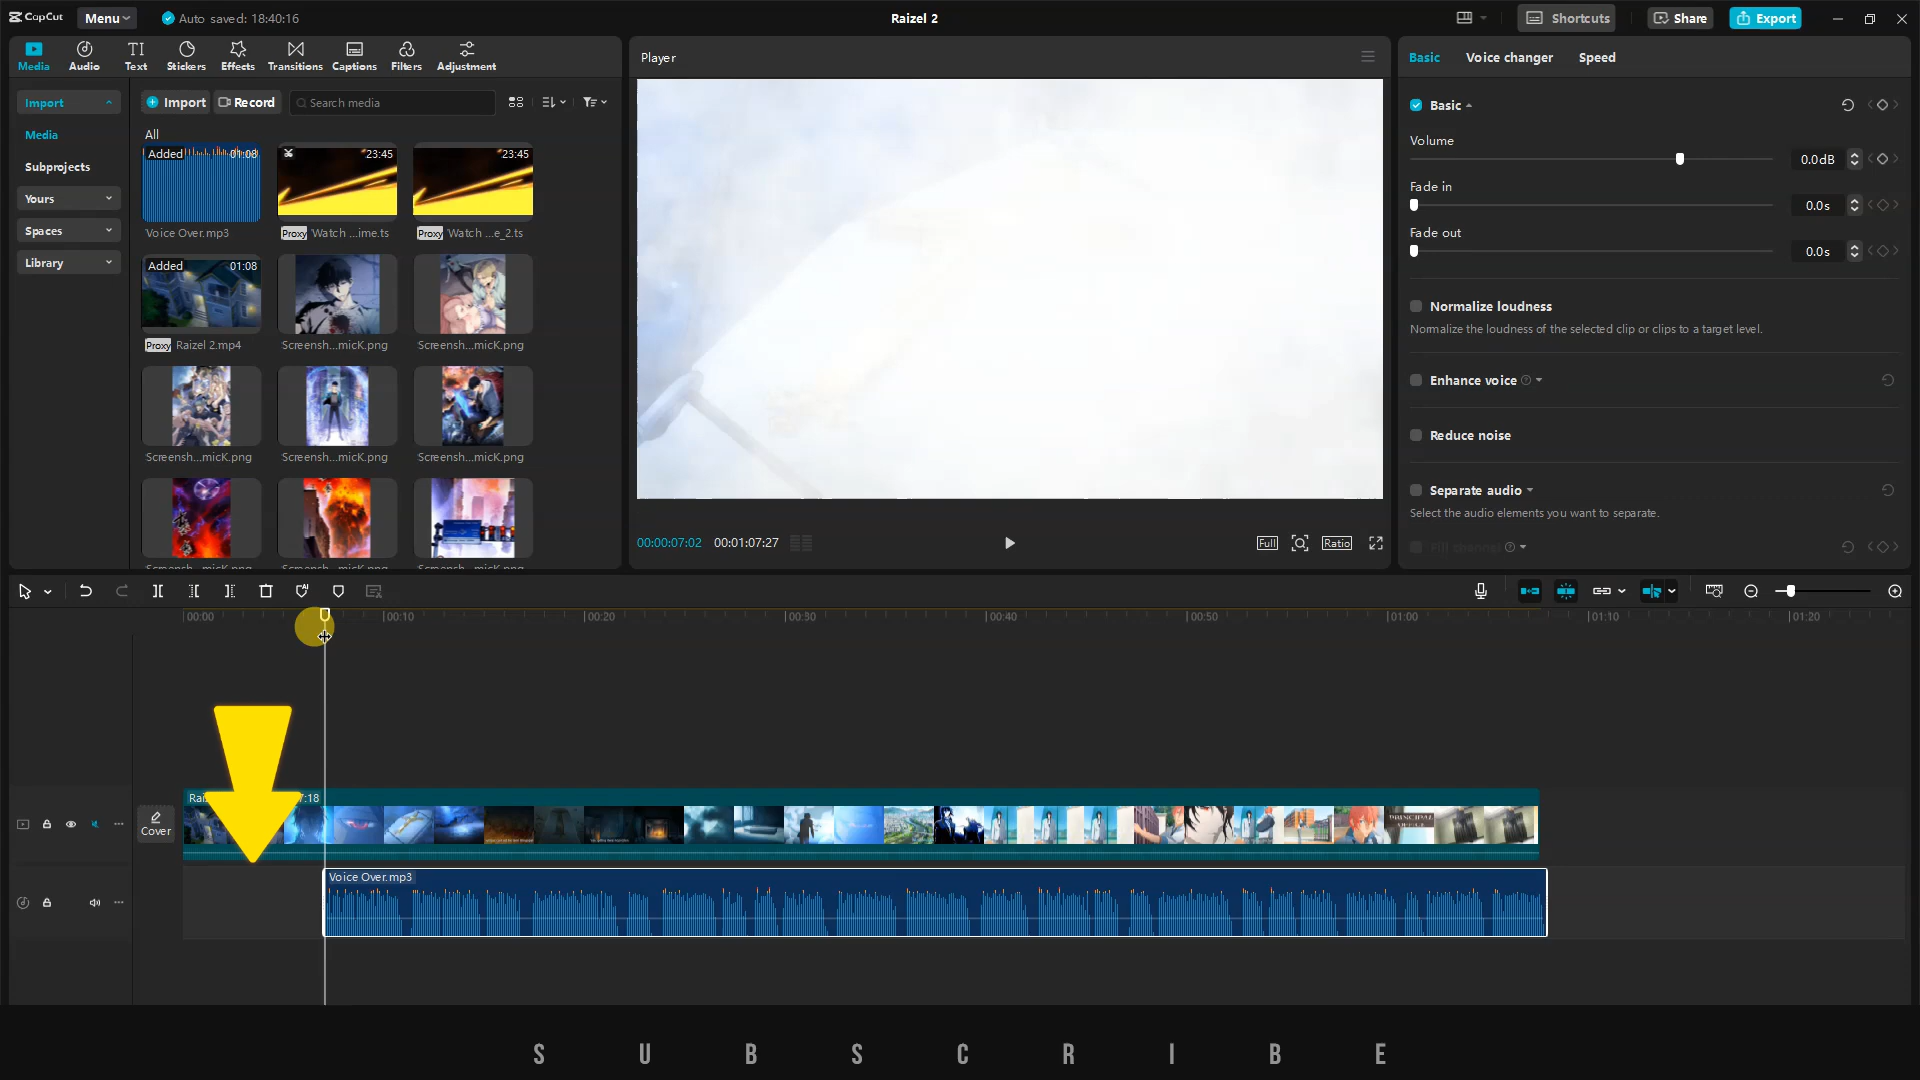 CapCut
Menu
Auto saved: 18:40:16
Raizel 2
Shortcuts
Share
Export
Media
Audio
Text
Stickers
Effects
Transitions
Captions
Filters
Adjustment
Import
Media
Subprojects
Yours
Spaces
Library
Import
Record
Search media
All
Added 01:08
Voice Over.mp3
23:45
Proxy Watch ...ime.ts
23:45
Proxy Watch ...e_2.ts
Added 01:08
Proxy Raizel 2.mp4
Screensh...micK.png
Screensh...micK.png
Screensh...micK.png
Screensh...micK.png
Screensh...micK.png
Player
00:00:07:02 00:01:07:27
Full
Ratio
Basic
Voice changer
Speed
Basic
Volume
0.0dB
Fade in
0.0s
Fade out
0.0s
Normalize loudness
Normalize the loudness of the selected clip or clips to a target level.
Enhance voice
Reduce noise
Separate audio
Select the audio elements you want to separate.
00:00
00:10
00:20
00:30
00:40
00:50
01:00
01:10
01:20
Cover
7:18
Voice Over.mp3
PRINCIPAL OFFICE
SUBSCRIBE